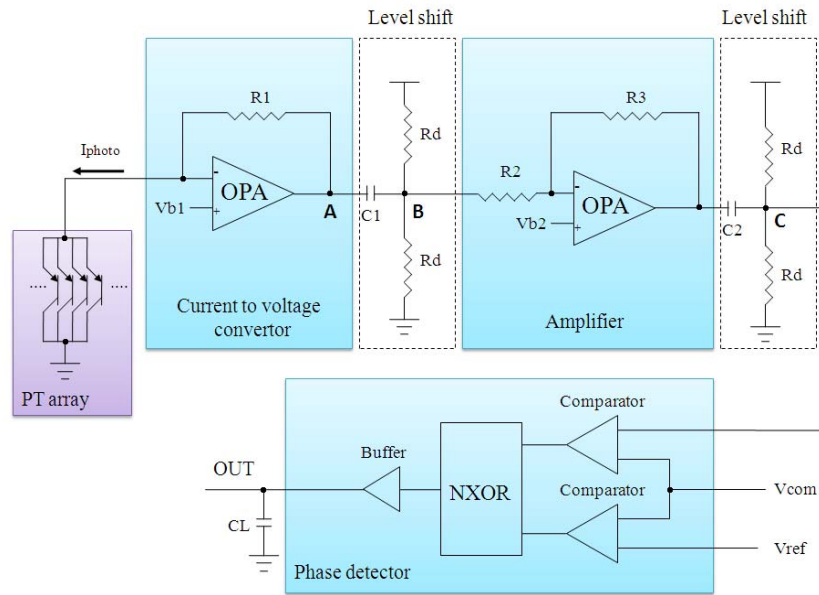 Level shift
Level shift
R1
Rd
R3
Rd
Iphoto
-
OPA
+
Vb1
A
C1
B
R2
-
OPA
+
Vb2
C2
C
Rd
Rd
.....
.....
Current to voltage
convertor
Amplifier
PT array
Comparator
Buffer
OUT
NXOR
Comparator
Vcom
CL
Vref
Phase detector